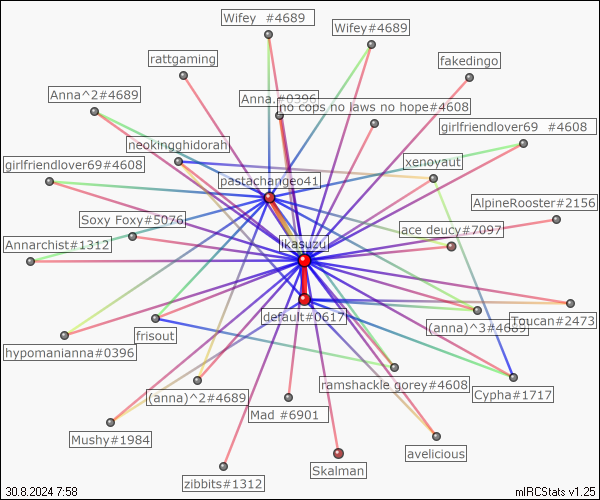 Wifey  #4689
Wifey#4689
rattgaming
fakedingo
Anna^2#4689
Anna.#0396
no cops no laws no hope#4608
girlfriendlover69  #4608
neokingghidorah
girlfriendlover69#4608
xenoyaut
pastachangeo41
AlpineRooster#2156
Soxy Foxy#5076
ace deucy#7097
Annarchist#1312
likasuzu
default#0617
Toucan#2473
(anna)^3#4689
frisout
hypomanianna#0396
ramshackle gorey#4608
Cypha#1717
(anna)^2#4689
Mad #6901
Mushy#1984
avelicious
Skalman
zibbits#1312
30.8.2024 7:58
mIRCStats v1.25